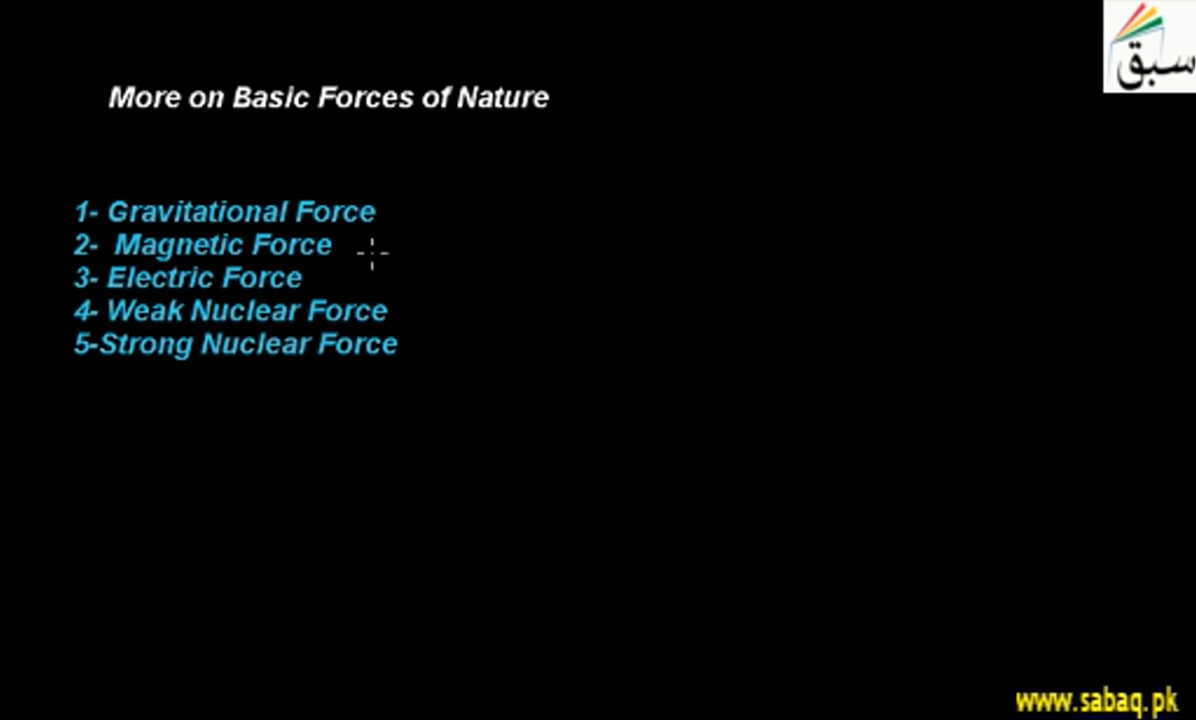 سبق
More on Basic Forces of Nature
1- Gravitational Force
2- Magnetic Force
3- Electric Force
4- Weak Nuclear Force
5-Strong Nuclear Force
www.sabaq.pk